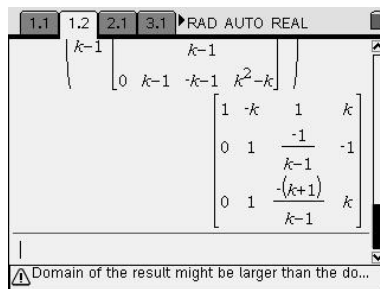 1.1 1.2 2.1 3.1 RAD AUTO REAL
k-1 k-1
0 k-1 -k-1 k²-k
1 -k 1 k
0 1 -1/(k-1) -1
0 1 -(k+1)/(k-1) k
Domain of the result might be larger than the do...